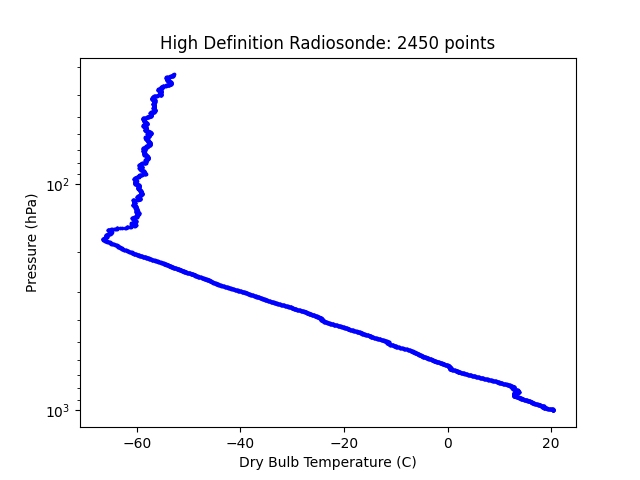 High Definition Radiosonde: 2450 points
Pressure (hPa)
10²
10³
−60 −40 −20 0 20
Dry Bulb Temperature (C)